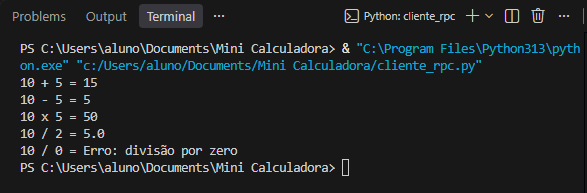 Problems Output Terminal ... Python: cliente_rpc
PS C:\Users\aluno\Documents\Mini Calculadora> & "C:\Program Files\Python313\pyth
on.exe" "c:/Users/aluno/Documents/Mini Calculadora/cliente_rpc.py"
10 + 5 = 15
10 - 5 = 5
10 x 5 = 50
10 / 2 = 5.0
10 / 0 = Erro: divisão por zero
PS C:\Users\aluno\Documents\Mini Calculadora>